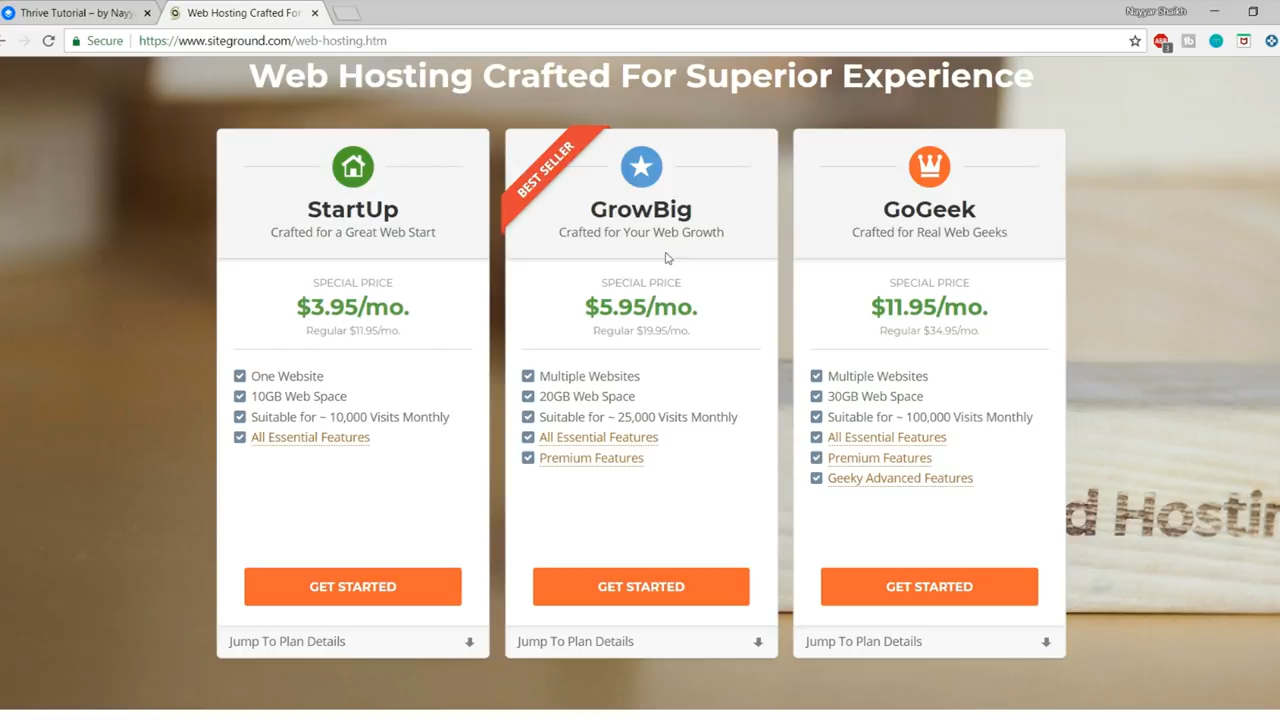 Thrive Tutorial – by Nayy
Web Hosting Crafted For
Nayyar Shaikh
Secure
https://www.siteground.com/web-hosting.htm
3
Web Hosting Crafted For Superior Experience
StartUp
Crafted for a Great Web Start
SPECIAL PRICE
$3.95/mo.
Regular $11.95/mo.
One Website
10GB Web Space
Suitable for ~ 10,000 Visits Monthly
All Essential Features
GET STARTED
Jump To Plan Details
BEST SELLER
GrowBig
Crafted for Your Web Growth
SPECIAL PRICE
$5.95/mo.
Regular $19.95/mo.
Multiple Websites
20GB Web Space
Suitable for ~ 25,000 Visits Monthly
All Essential Features
Premium Features
GET STARTED
Jump To Plan Details
GoGeek
Crafted for Real Web Geeks
SPECIAL PRICE
$11.95/mo.
Regular $34.95/mo.
Multiple Websites
30GB Web Space
Suitable for ~ 100,000 Visits Monthly
All Essential Features
Premium Features
Geeky Advanced Features
GET STARTED
Jump To Plan Details
d Hostin